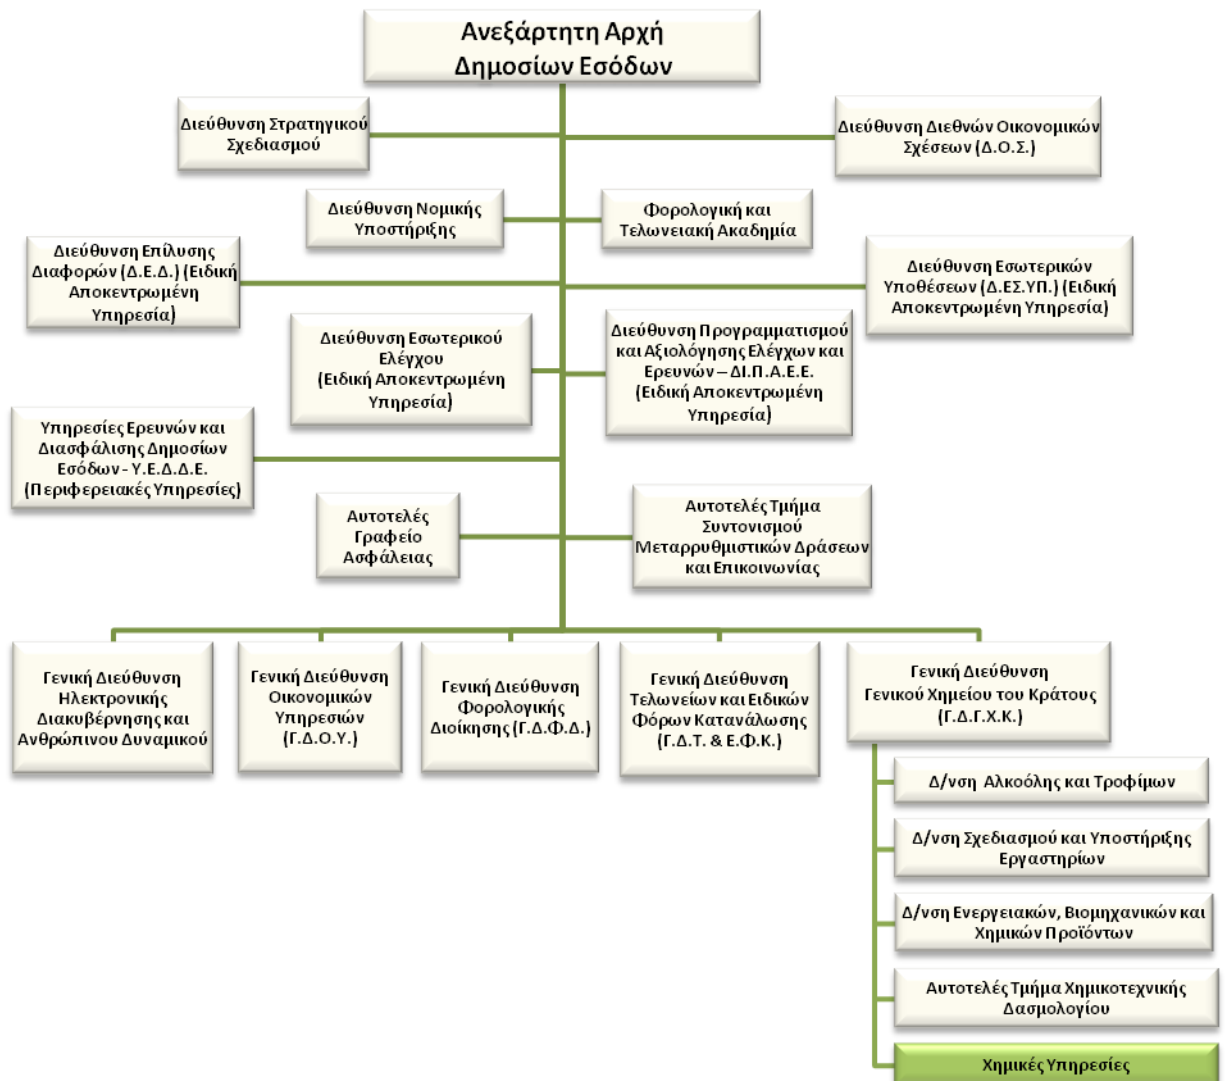 Ανεξάρτητη Αρχή
Δημοσίων Εσόδων
Διεύθυνση Στρατηγικού
Σχεδιασμού
Διεύθυνση Διεθνών Οικονομικών
Σχέσεων (Δ.Ο.Σ.)
Διεύθυνση Νομικής
Υποστήριξης
Φορολογική και
Τελωνειακή Ακαδημία
Διεύθυνση Επίλυσης
Διαφορών (Δ.Ε.Δ.) (Ειδική
Αποκεντρωμένη
Υπηρεσία)
Διεύθυνση Εσωτερικών
Υποθέσεων (Δ.ΕΣ.ΥΠ.) (Ειδική
Αποκεντρωμένη Υπηρεσία)
Διεύθυνση Εσωτερικού
Ελέγχου
(Ειδική Αποκεντρωμένη
Υπηρεσία)
Διεύθυνση Προγραμματισμού
και Αξιολόγησης Ελέγχων και
Ερευνών – ΔΙ.Π.Α.Ε.Ε.
(Ειδική Αποκεντρωμένη
Υπηρεσία)
Υπηρεσίες Ερευνών και
Διασφάλισης Δημοσίων
Εσόδων - Υ.Ε.Δ.Δ.Ε.
(Περιφερειακές Υπηρεσίες)
Αυτοτελές
Γραφείο
Ασφάλειας
Αυτοτελές Τμήμα
Συντονισμού
Μεταρρυθμιστικών Δράσεων
και Επικοινωνίας
Γενική Διεύθυνση
Ηλεκτρονικής
Διακυβέρνησης και
Ανθρώπινου Δυναμικού
Γενική Διεύθυνση
Οικονομικών
Υπηρεσιών
(Γ.Δ.Ο.Υ.)
Γενική Διεύθυνση
Φορολογικής
Διοίκησης (Γ.Δ.Φ.Δ.)
Γενική Διεύθυνση
Τελωνείων και Ειδικών
Φόρων Κατανάλωσης
(Γ.Δ.Τ. & Ε.Φ.Κ.)
Γενική Διεύθυνση
Γενικού Χημείου του Κράτους
(Γ.Δ.Γ.Χ.Κ.)
Δ/νση Αλκοόλης και Τροφίμων
Δ/νση Σχεδιασμού και Υποστήριξης
Εργαστηρίων
Δ/νση Ενεργειακών, Βιομηχανικών και
Χημικών Προϊόντων
Αυτοτελές Τμήμα Χημικοτεχνικής
Δασμολογίου
Χημικές Υπηρεσίες